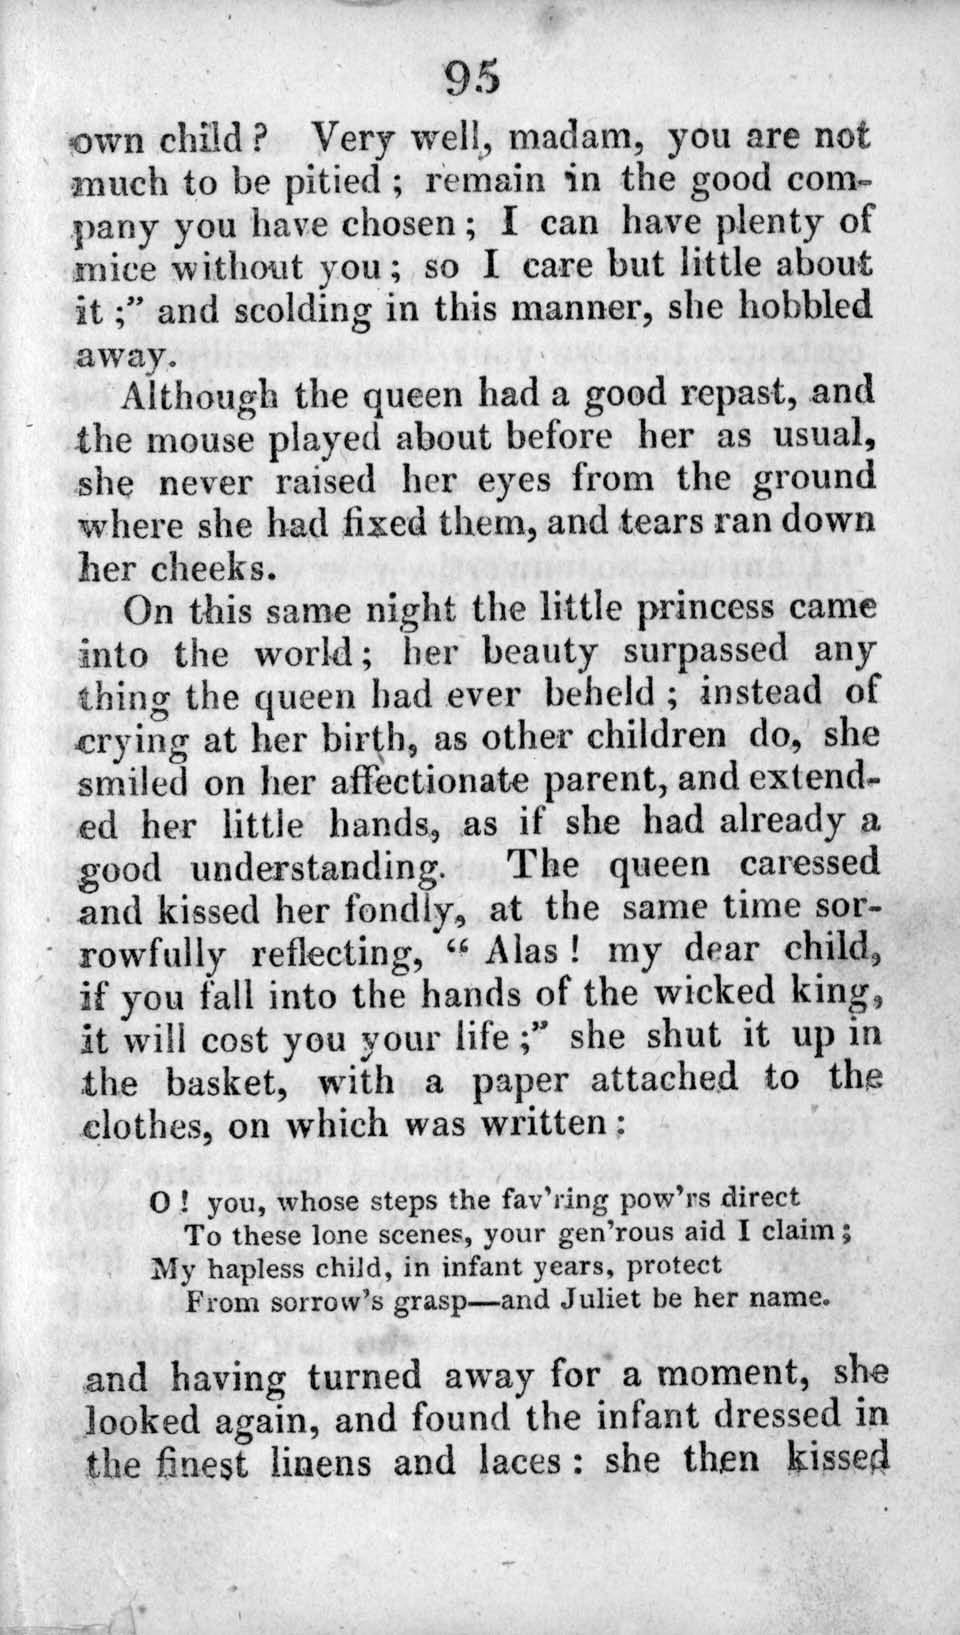 95
own child ? Very well, madam, you are not
much to be pitied ; remain in the good com-
pany you have chosen ; I can have plenty of
mice without you ; so I care but little about
it ;" and scolding in this manner, she hobbled
away.
Although the queen had a good repast, and
the mouse played about before her as usual,
she never raised her eyes from the ground
where she had fixed them, and tears ran down
her cheeks.
On this same night the little princess came
into the world ; her beauty surpassed any
thing the queen had ever beheld ; instead of
crying at her birth, as other children do, she
smiled on her affectionate parent, and extend-
ed her little hands, as if she had already a
good understanding. The queen caressed
and kissed her fondly, at the same time sor-
rowfully reflecting, " Alas ! my dear child,
if you fall into the hands of the wicked king,
it will cost you your life ;" she shut it up in
the basket, with a paper attached to the
clothes, on which was written :
O ! you, whose steps the fav'ring pow'rs direct
To these lone scenes, your gen'rous aid I claim ;
My hapless child, in infant years, protect
From sorrow's grasp—and Juliet be her name.
and having turned away for a moment, she
looked again, and found the infant dressed in
the finest linens and laces : she then kissed